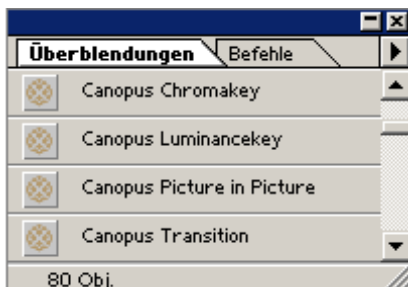 Überblendungen Befehle
Canopus Chromakey
Canopus Luminancekey
Canopus Picture in Picture
Canopus Transition
80 Obj.